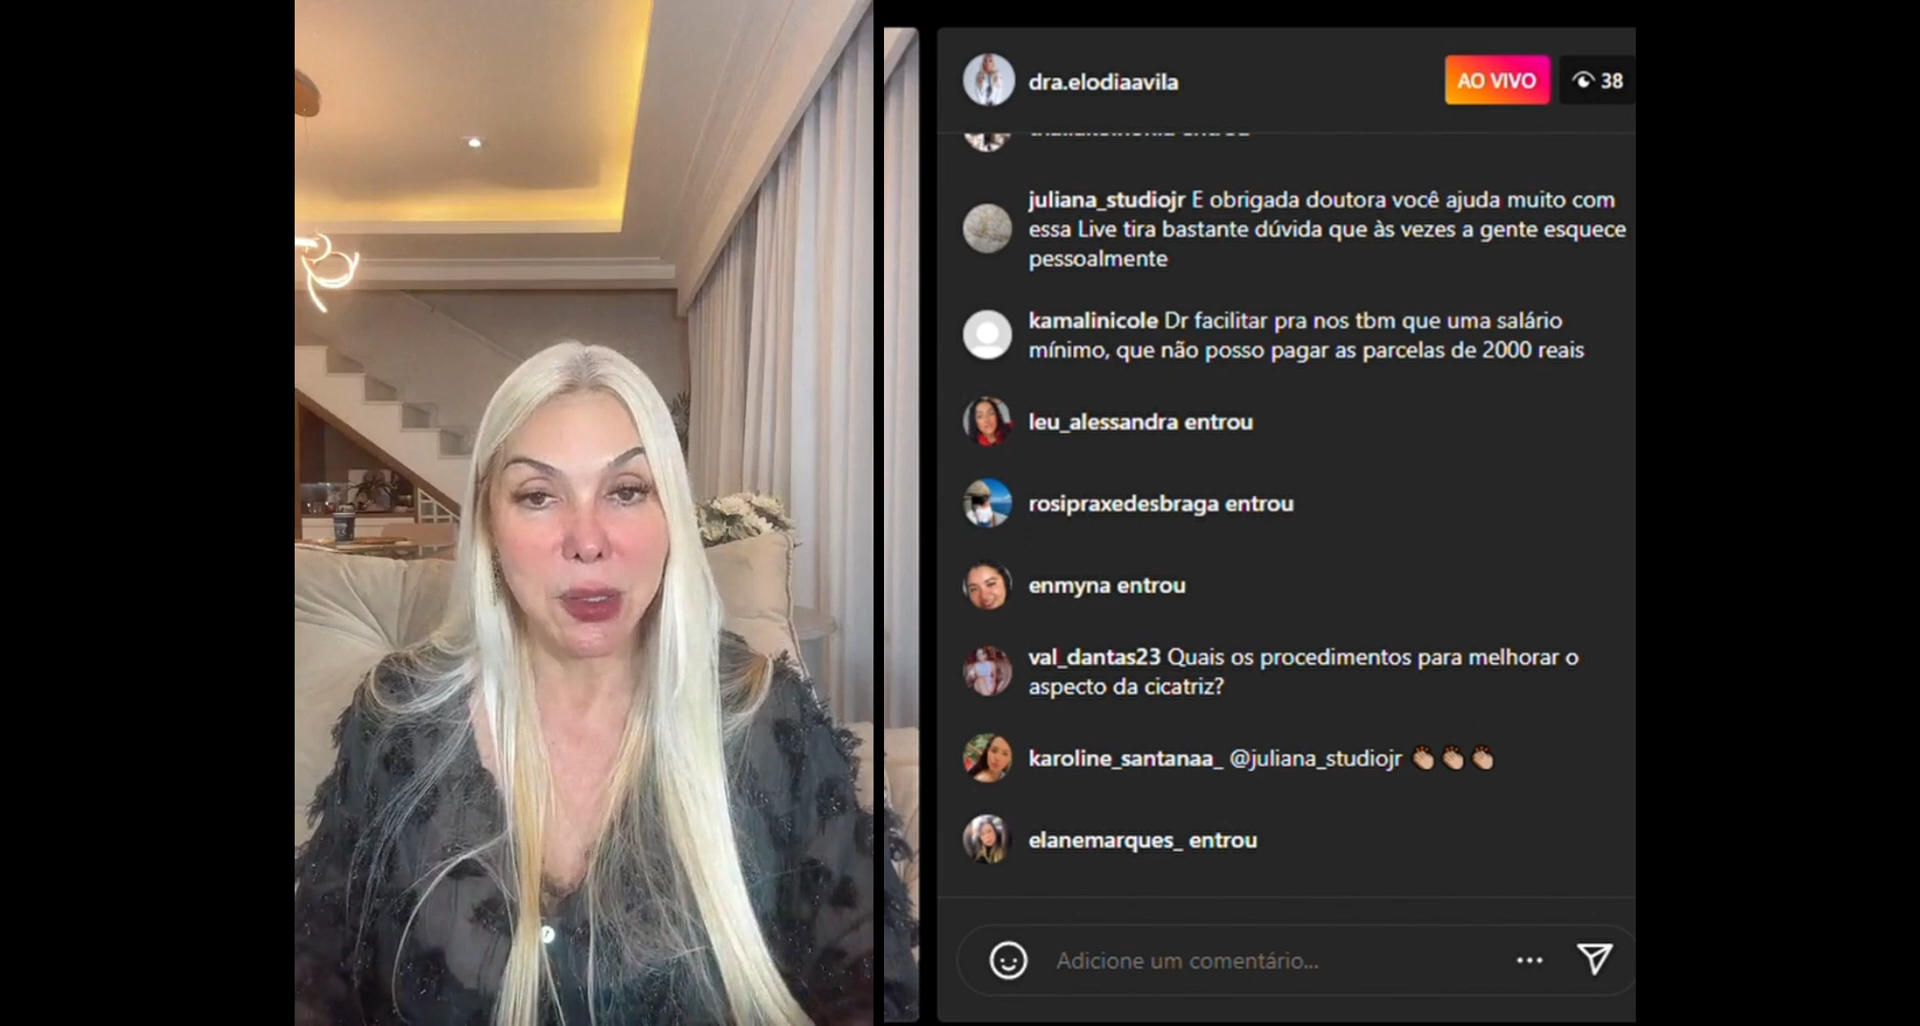 dra.elodiaavila
AO VIVO
38
juliana_studiojr E obrigada doutora você ajuda muito com
essa Live tira bastante dúvida que às vezes a gente esquece
pessoalmente
kamalinicole Dr facilitar pra nos tbm que uma salário
mínimo, que não posso pagar as parcelas de 2000 reais
leu_alessandra entrou
rosipraxedesbraga entrou
enmyna entrou
val_dantas23 Quais os procedimentos para melhorar o
aspecto da cicatriz?
karoline_santanaa_ @juliana_studiojr 👏🏼👏🏼👏🏼
elanemarques_ entrou
Adicione um comentário...